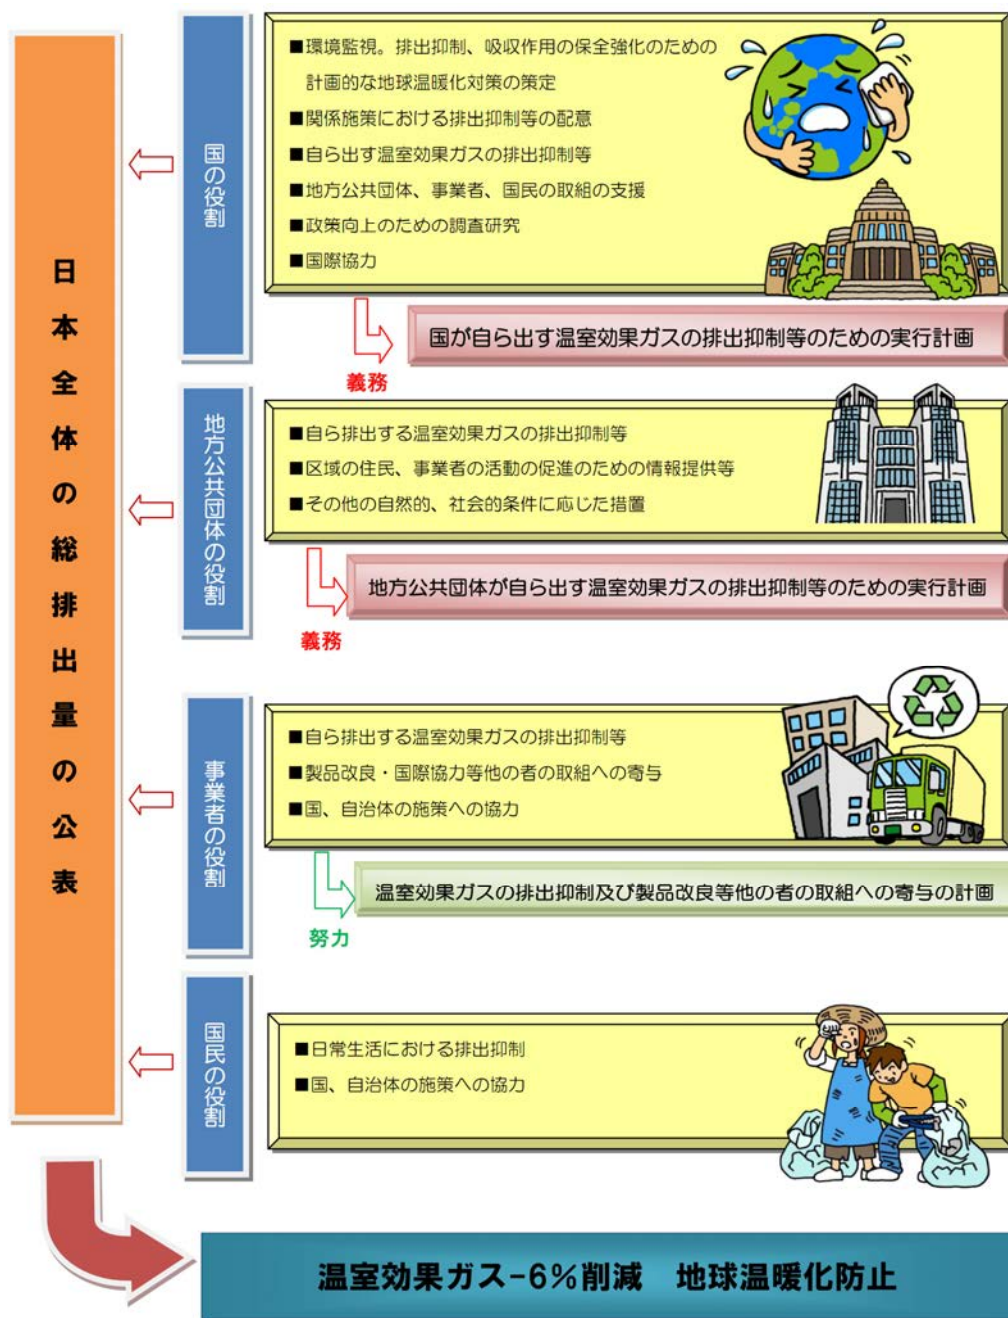 日本全体の総排出量の公表
国の役割
■環境監視。排出抑制、吸収作用の保全強化のための
計画的な地球温暖化対策の策定
■関係施策における排出抑制等の配意
■自ら出す温室効果ガスの排出抑制等
■地方公共団体、事業者、国民の取組の支援
■政策向上のための調査研究
■国際協力
義務
国が自ら出す温室効果ガスの排出抑制等のための実行計画
地方公共団体の役割
■自ら排出する温室効果ガスの排出抑制等
■区域の住民、事業者の活動の促進のための情報提供等
■その他の自然的、社会的条件に応じた措置
義務
地方公共団体が自ら出す温室効果ガスの排出抑制等のための実行計画
事業者の役割
■自ら排出する温室効果ガスの排出抑制等
■製品改良・国際協力等他の者の取組への寄与
■国、自治体の施策への協力
努力
温室効果ガスの排出抑制及び製品改良等他の者の取組への寄与の計画
国民の役割
■日常生活における排出抑制
■国、自治体の施策への協力
温室効果ガス-6%削減　地球温暖化防止